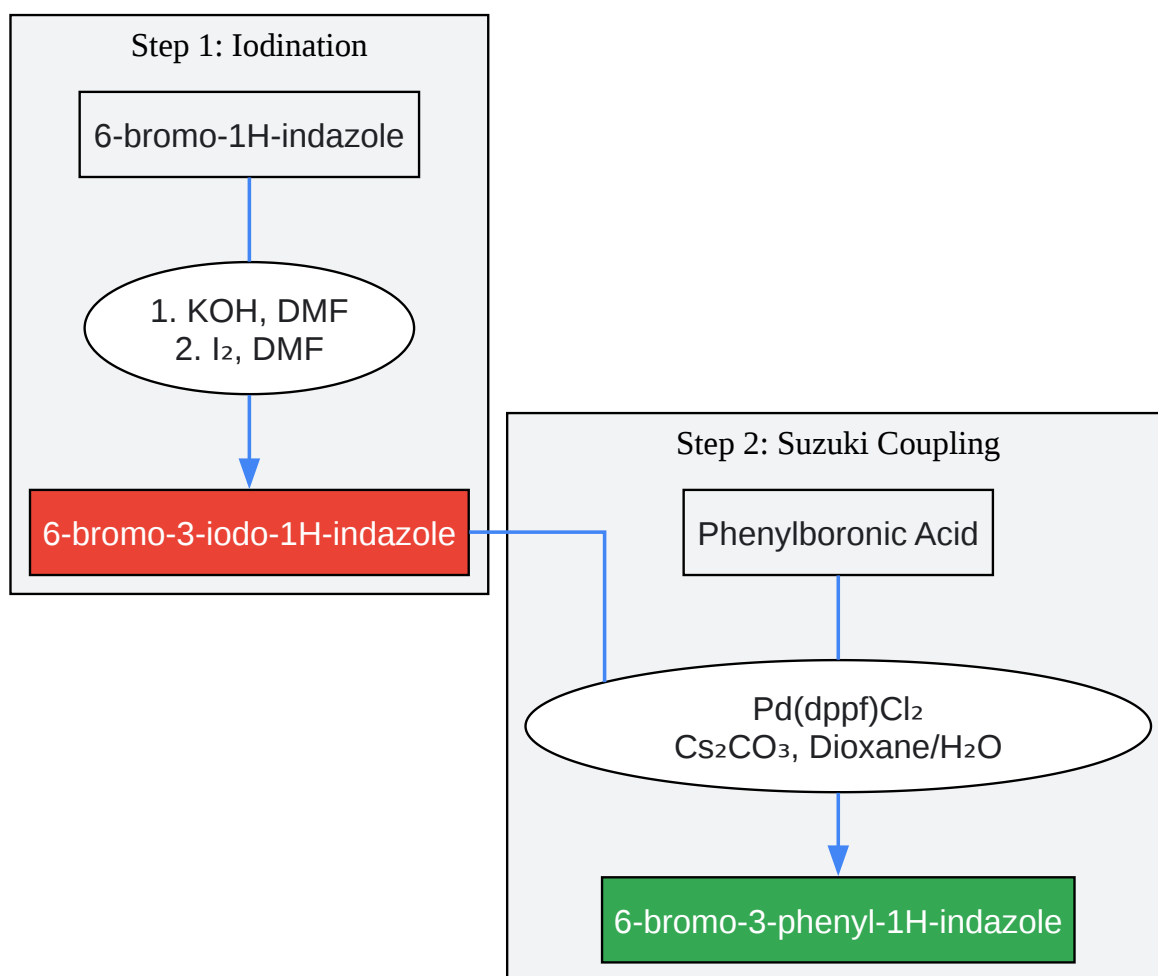 Step 1: Iodination
6-bromo-1H-indazole
1. KOH, DMF
2. I₂, DMF
6-bromo-3-iodo-1H-indazole
Step 2: Suzuki Coupling
Phenylboronic Acid
Pd(dppf)Cl₂
Cs₂CO₃, Dioxane/H₂O
6-bromo-3-phenyl-1H-indazole